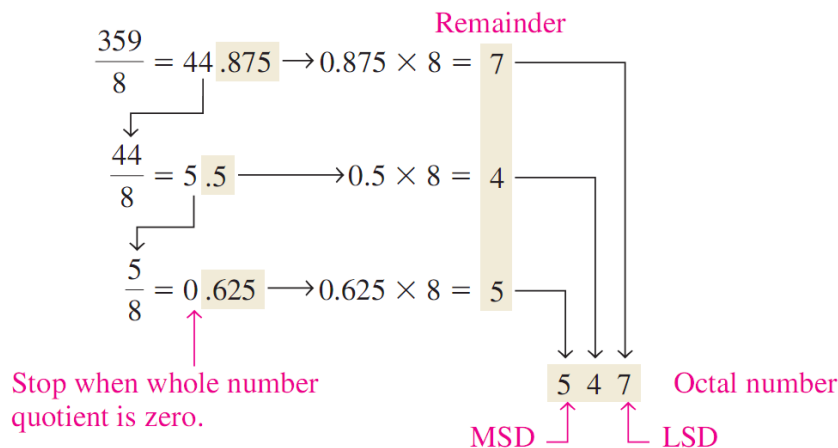 Remainder
359/8 = 44 .875 → 0.875 × 8 = 7
44/8 = 5 .5 → 0.5 × 8 = 4
5/8 = 0 .625 → 0.625 × 8 = 5
Stop when whole number
quotient is zero.
5 4 7 Octal number
MSD LSD